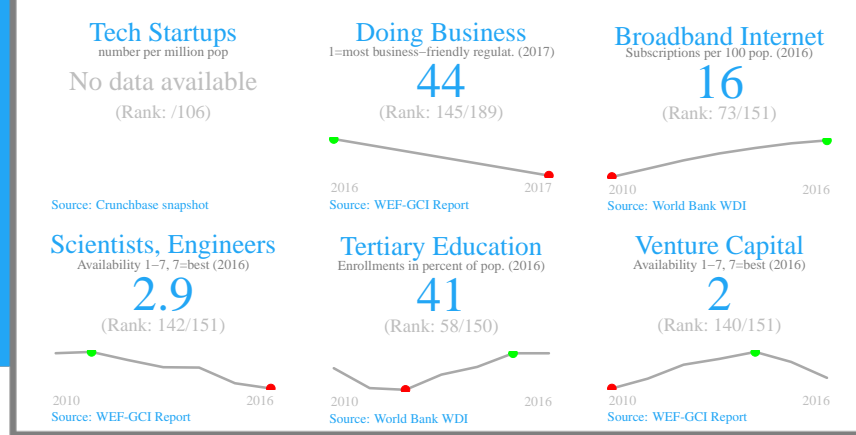 Tech Startups
number per million pop
No data available
(Rank: /106)
Source: Crunchbase snapshot
Doing Business
1=most business−friendly regulat. (2017)
44
(Rank: 145/189)
2016 2017
Source: WEF-GCI Report
Broadband Internet
Subscriptions per 100 pop. (2016)
16
(Rank: 73/151)
2010 2016
Source: World Bank WDI
Scientists, Engineers
Availability 1−7, 7=best (2016)
2.9
(Rank: 142/151)
2010 2016
Source: WEF-GCI Report
Tertiary Education
Enrollments in percent of pop. (2016)
41
(Rank: 58/150)
2010 2016
Source: World Bank WDI
Venture Capital
Availability 1−7, 7=best (2016)
2
(Rank: 140/151)
2010 2016
Source: WEF-GCI Report